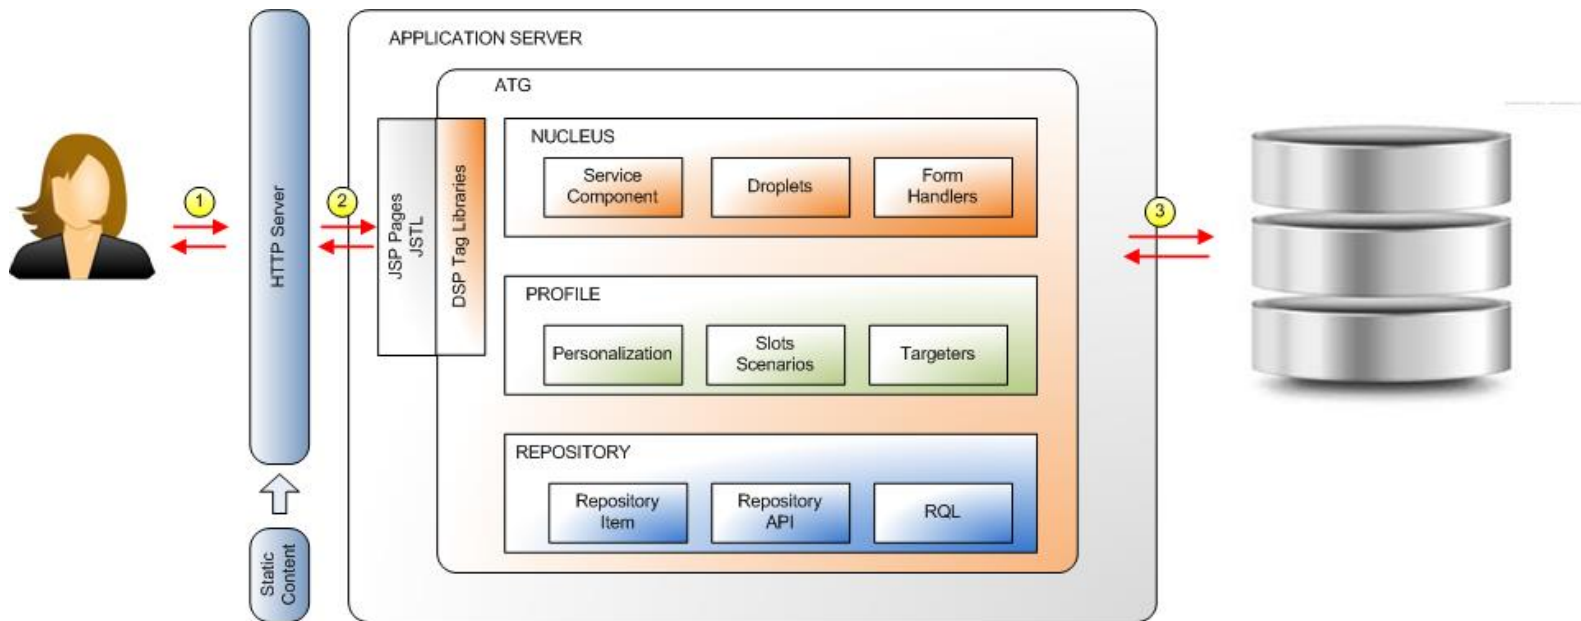 APPLICATION SERVER
ATG
NUCLEUS
Service
Component
Droplets
Form
Handlers
1
HTTP Server
2
JSP Pages
JSTL
DSP Tag Libraries
3
PROFILE
Personalization
Slots
Scenarios
Targeters
REPOSITORY
Repository
Item
Repository
API
RQL
Static
Content